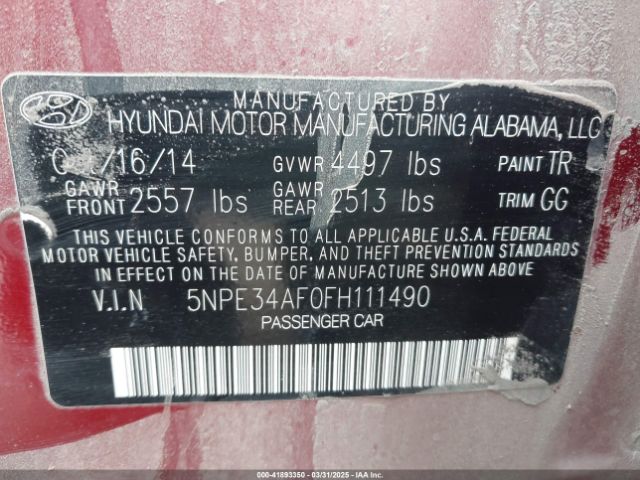 MANUFACTURED BY
HYUNDAI MOTOR MANUFACTURING ALABAMA, LLC
/16/14 GVWR 4497 lbs PAINT TR
GAWR FRONT 2557 lbs GAWR REAR 2513 lbs TRIM GG
THIS VEHICLE CONFORMS TO ALL APPLICABLE U.S.A. FEDERAL
MOTOR VEHICLE SAFETY, BUMPER, AND THEFT PREVENTION STANDARDS
IN EFFECT ON THE DATE OF MANUFACTURE SHOWN ABOVE
V.I.N 5NPE34AF0FH111490
PASSENGER CAR
000-41893350 - 03/31/2025 - COPYRIGHT IAA, LLC.